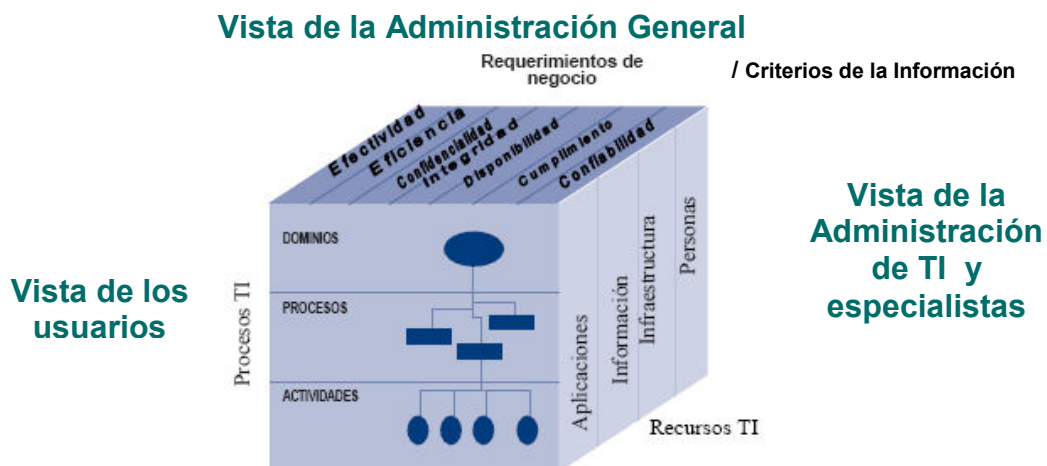 Vista de la Administración General
Requerimientos de
negocio
/ Criterios de la Información
Efectividad
Eficiencia
Confidencialidad
Integridad
Disponibilidad
Cumplimiento
Confiabilidad
DOMINIOS
PROCESOS
ACTIVIDADES
Procesos TI
Aplicaciones
Información
Infraestructura
Personas
Recursos TI
Vista de los
usuarios
Vista de la
Administración
de TI y
especialistas